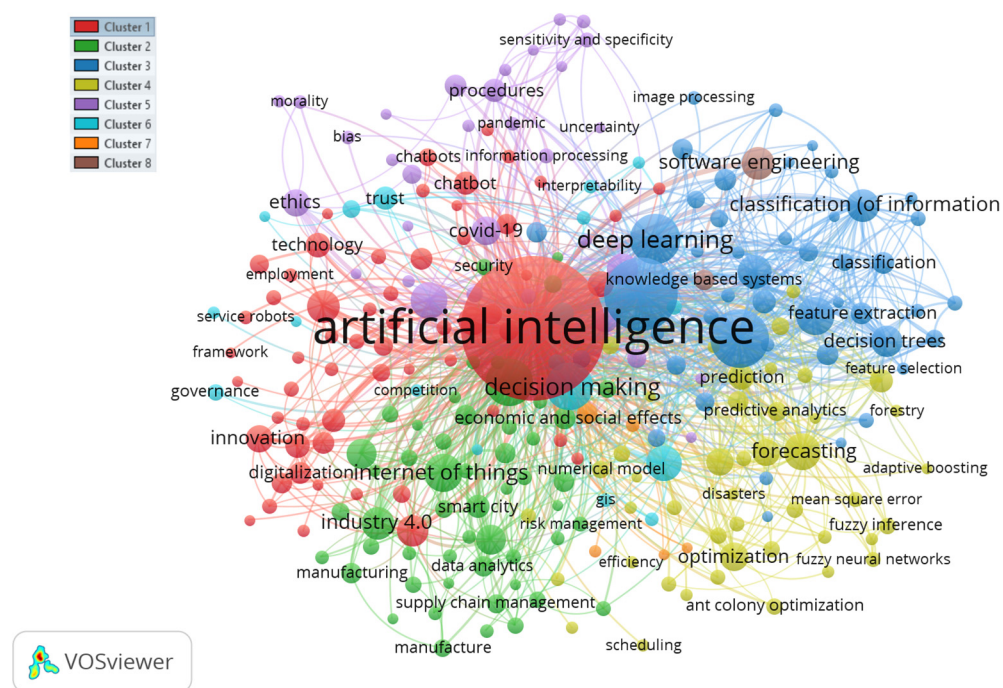 Cluster 1
Cluster 2
Cluster 3
Cluster 4
Cluster 5
Cluster 6
Cluster 7
Cluster 8
sensitivity and specificity
procedures
image processing
morality
pandemic
uncertainty
bias
chatbots
information processing
software engineering
chatbot
interpretability
ethics
trust
classification (of information
covid-19
deep learning
technology
security
classification
employment
knowledge based systems
service robots
artificial intelligence
feature extraction
decision trees
framework
feature selection
governance
competition
decision making
prediction
economic and social effects
predictive analytics
forestry
innovation
forecasting
digitalization
internet of things
numerical model
adaptive boosting
disasters
gis
mean square error
smart city
industry 4.0
risk management
fuzzy inference
optimization
efficiency
fuzzy neural networks
manufacturing
data analytics
supply chain management
ant colony optimization
manufacture
scheduling
VOSviewer